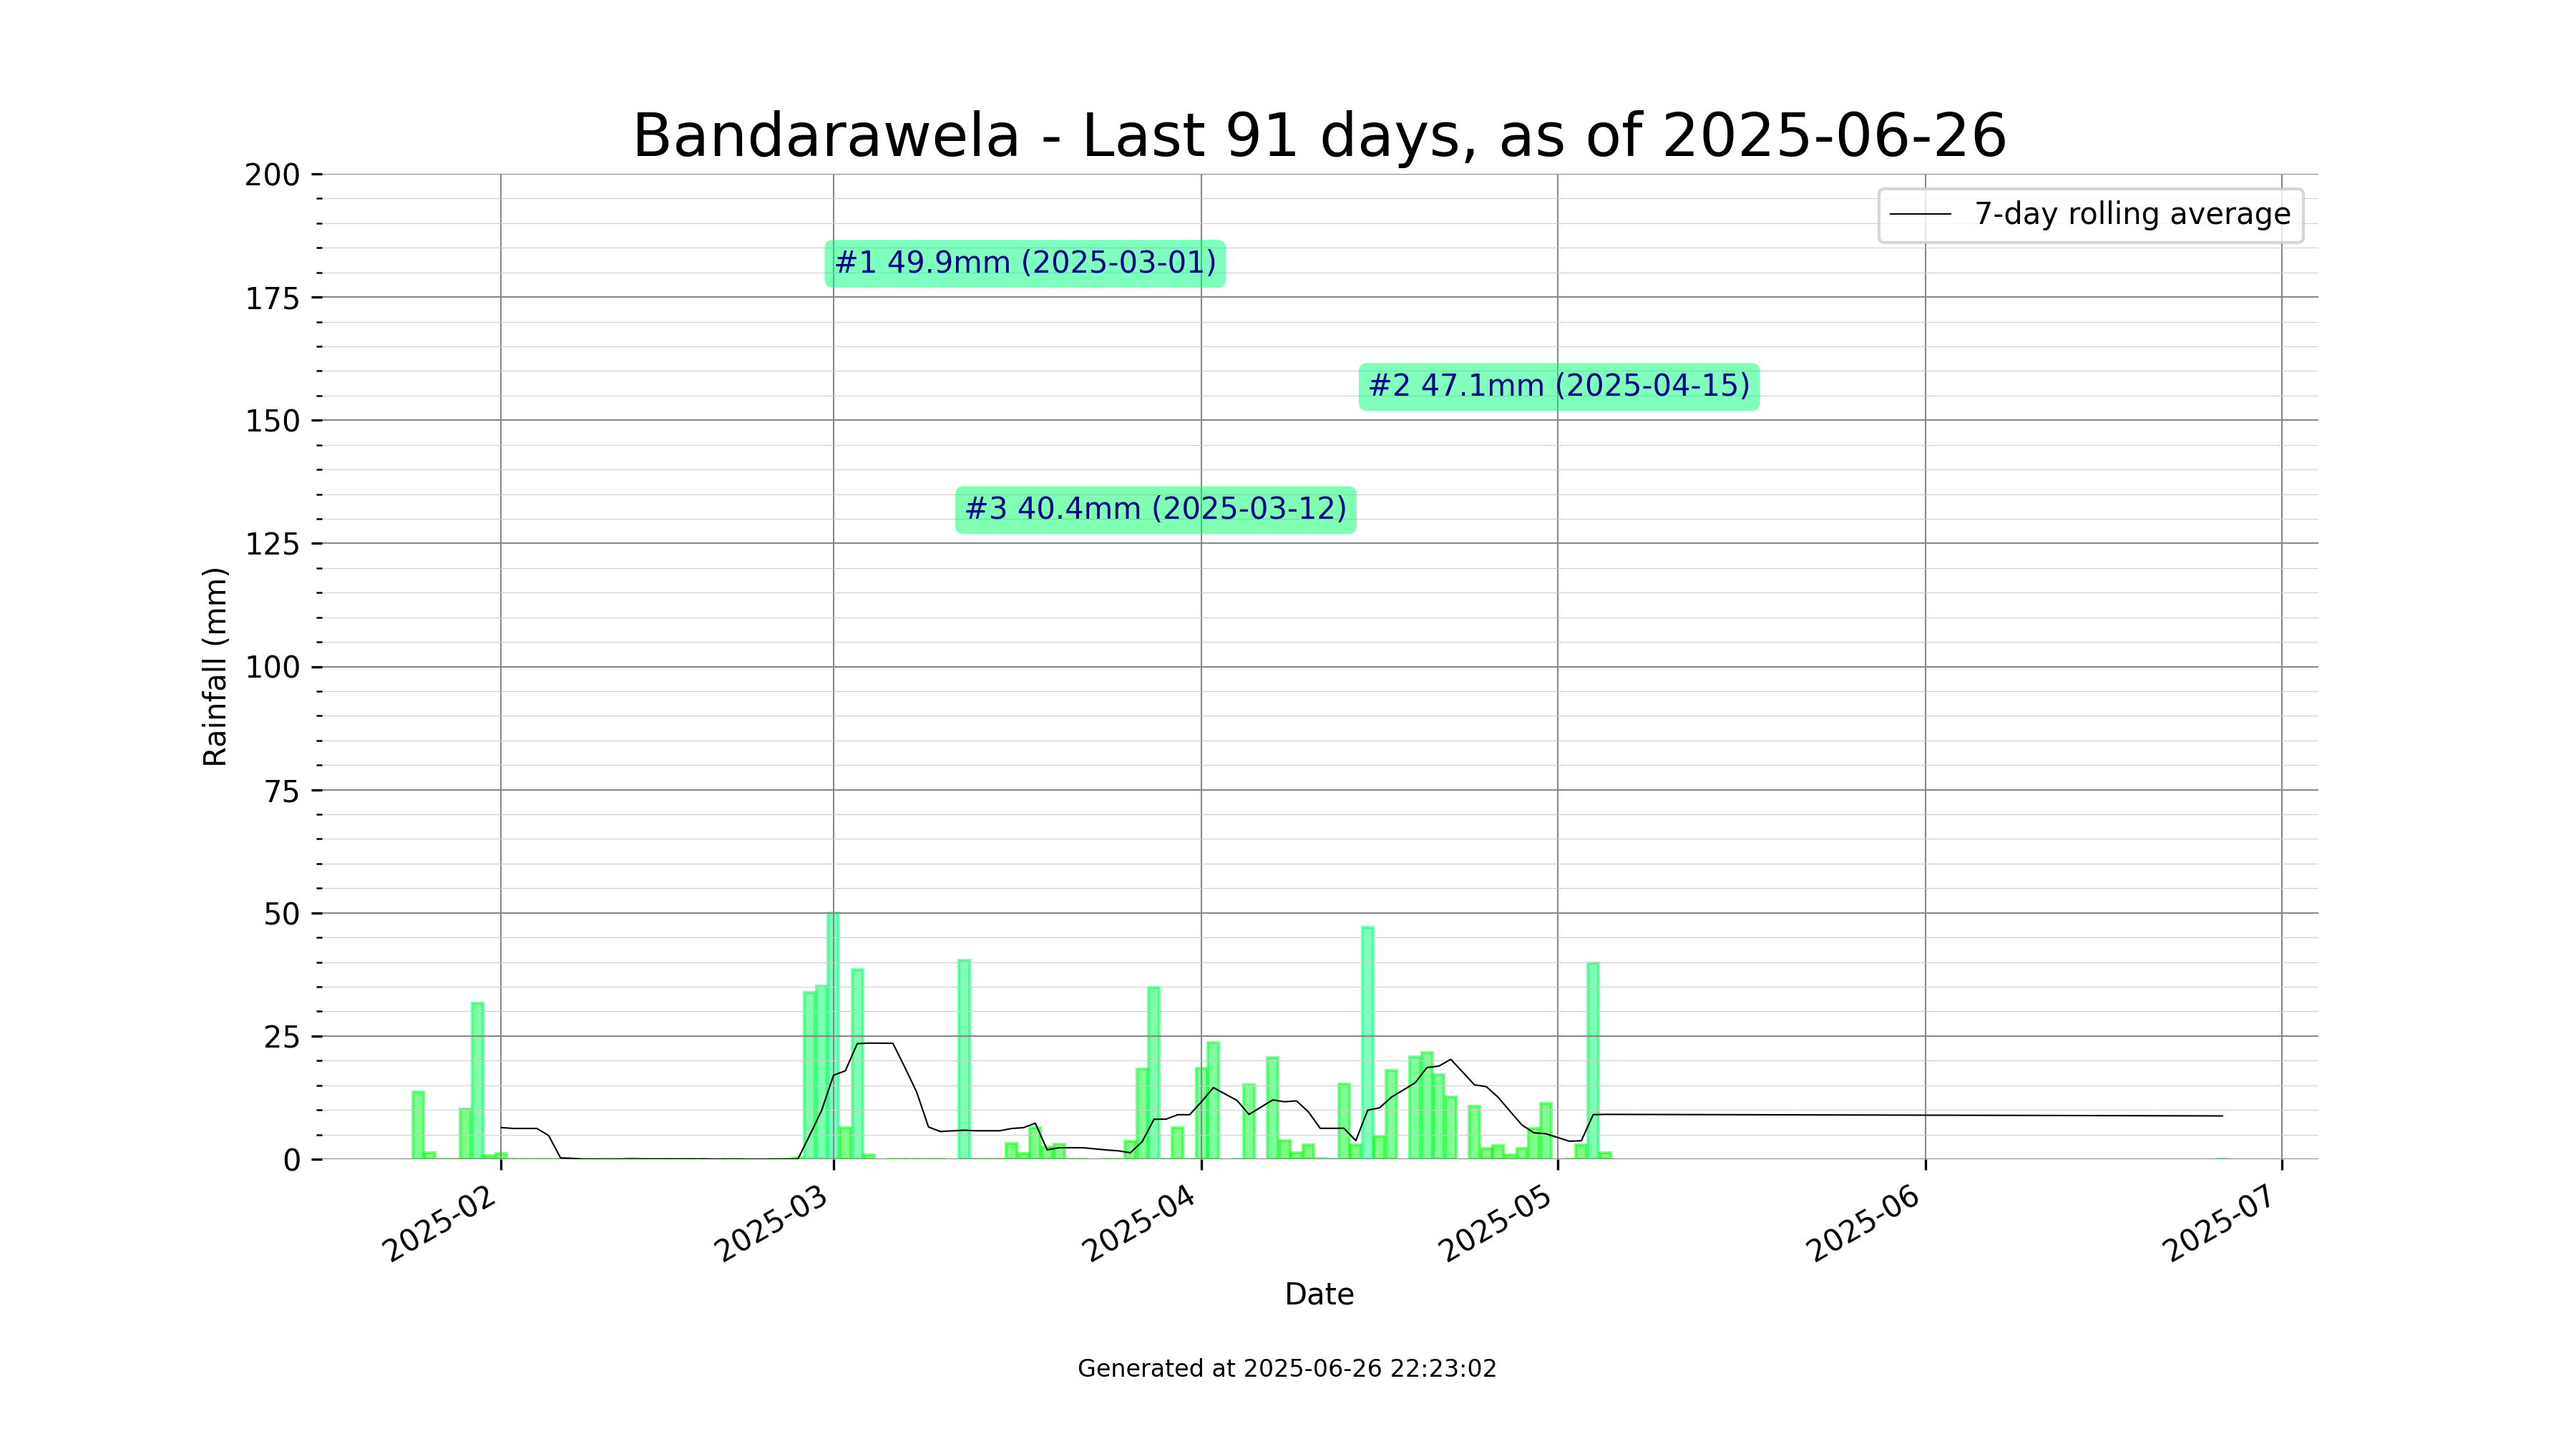 Bandarawela - Last 91 days, as of 2025-06-26
200
175
150
125
100
75
50
25
0
Rainfall (mm)
7-day rolling average
#1 49.9mm (2025-03-01)
#2 47.1mm (2025-04-15)
#3 40.4mm (2025-03-12)
2025-02
2025-03
2025-04
2025-05
2025-06
2025-07
Date
Generated at 2025-06-26 22:23:02